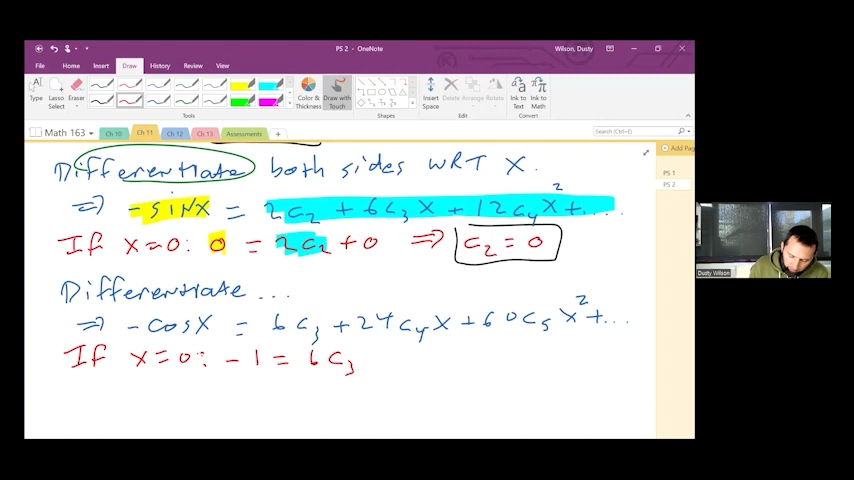 PS 2 - OneNote
Wilson, Dusty
File Home Insert Draw History Review View
Type Lasso Select Eraser
Color & Thickness Draw with Touch
Insert Space Delete Arrange Rotate
Ink to Text Ink to Math
Tools Shapes Edit Convert
Math 163 Ch 10 Ch 11 Ch 12 Ch 13 Assessments +
Search (Ctrl+E)
Add Page
PS 1
PS 2
Differentiate both sides WRT X.
⇒ -sinx = 2c₂ + 6c₃x + 12c₄x² + ....
If x=0: 0 = 2c₂ + 0 ⇒ c₂ = 0
Differentiate ...
⇒ -cosx = 6c₃ + 24c₄x + 60c₅x² + ...
If x=0: -1 = 6c₃
Dusty Wilson